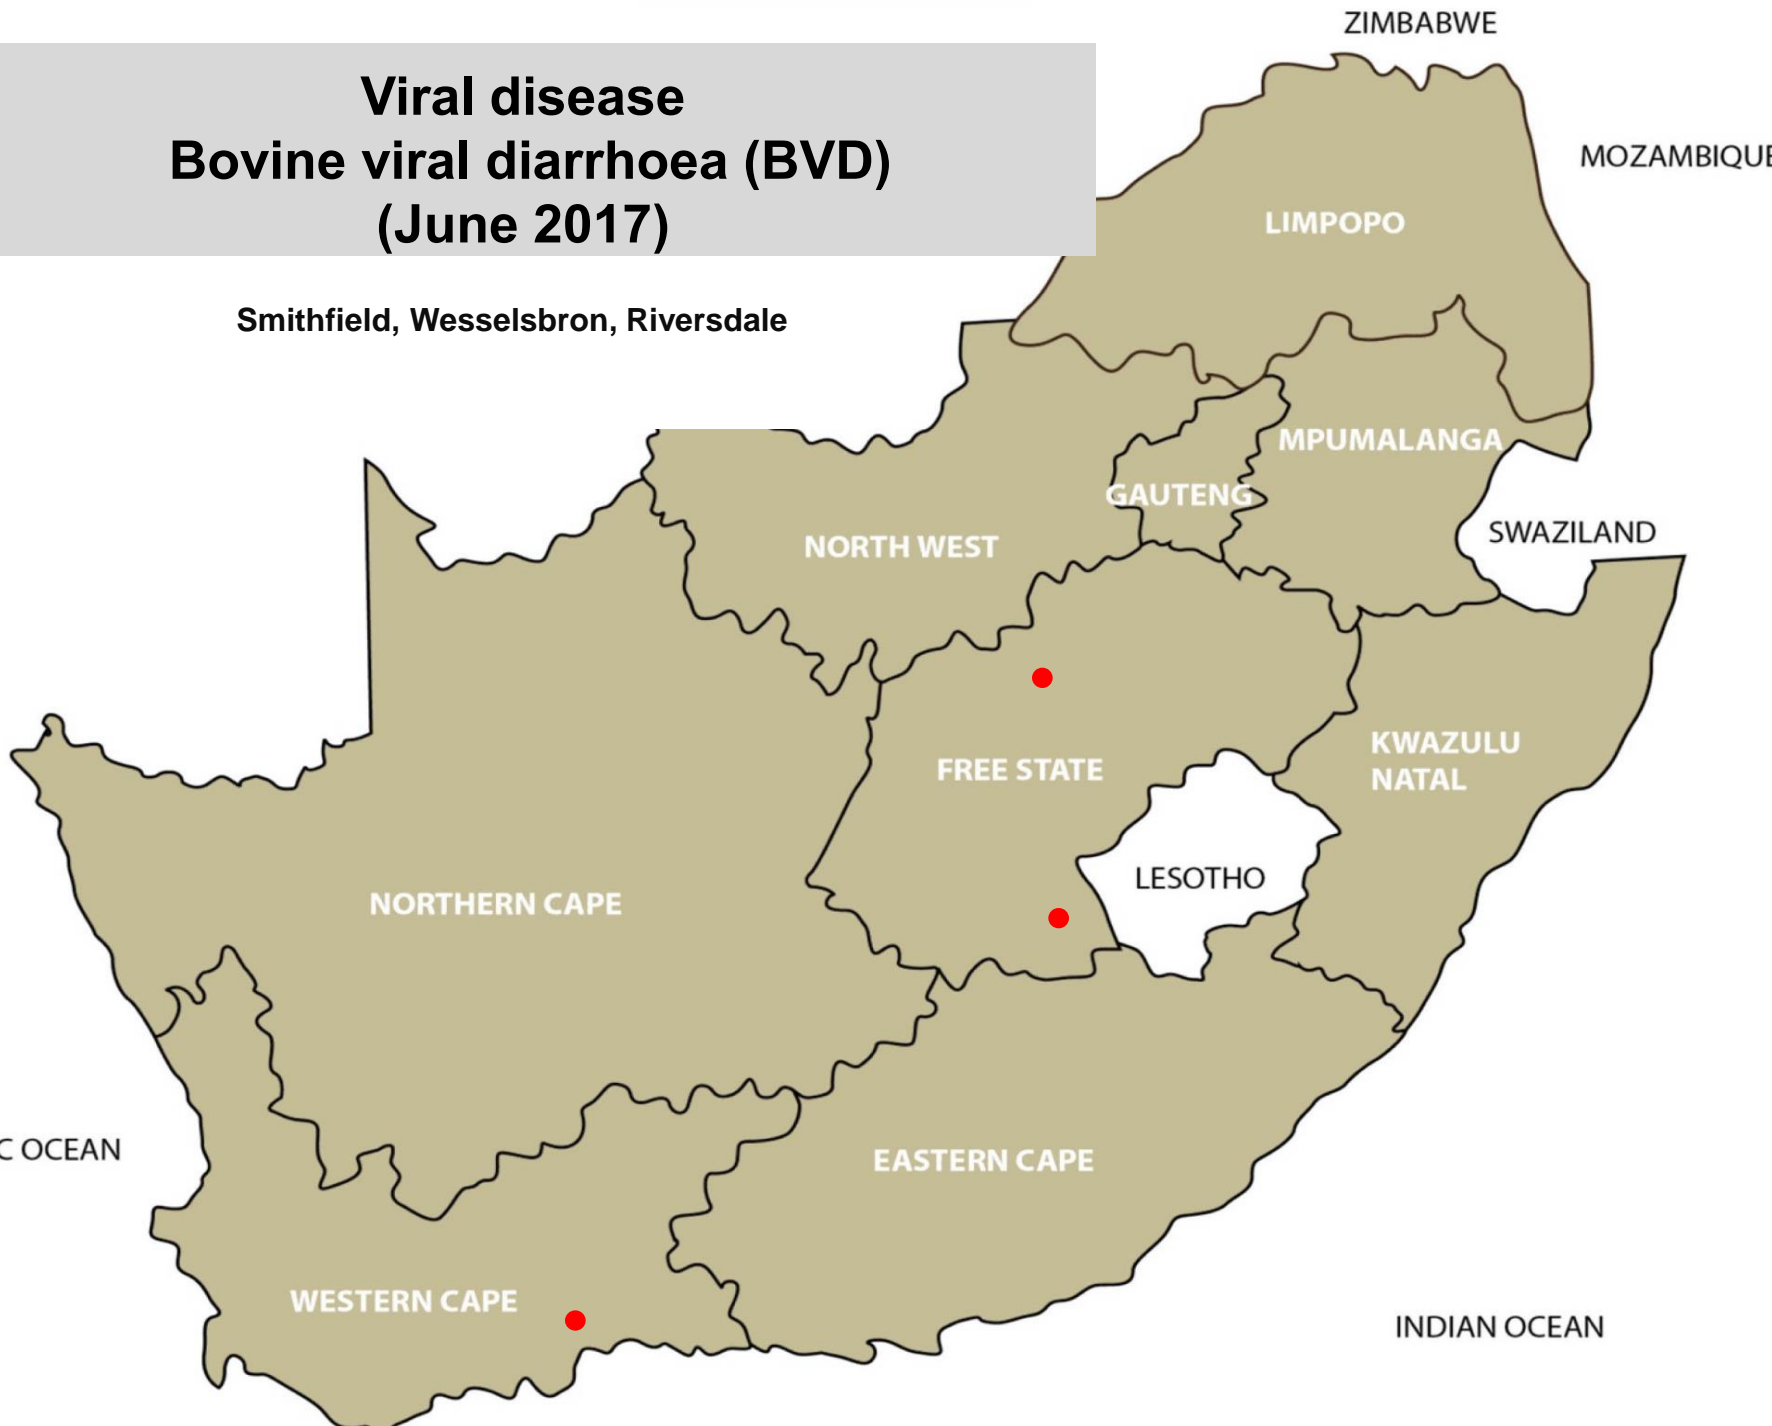 ZIMBABWE
Viral disease
Bovine viral diarrhoea (BVD)
(June 2017)
MOZAMBIQUE
LIMPOPO
Smithfield, Wesselsbron, Riversdale
MPUMALANGA
GAUTENG
SWAZILAND
NORTH WEST
KWAZULU
NATAL
FREE STATE
LESOTHO
NORTHERN CAPE
C OCEAN
EASTERN CAPE
WESTERN CAPE
INDIAN OCEAN